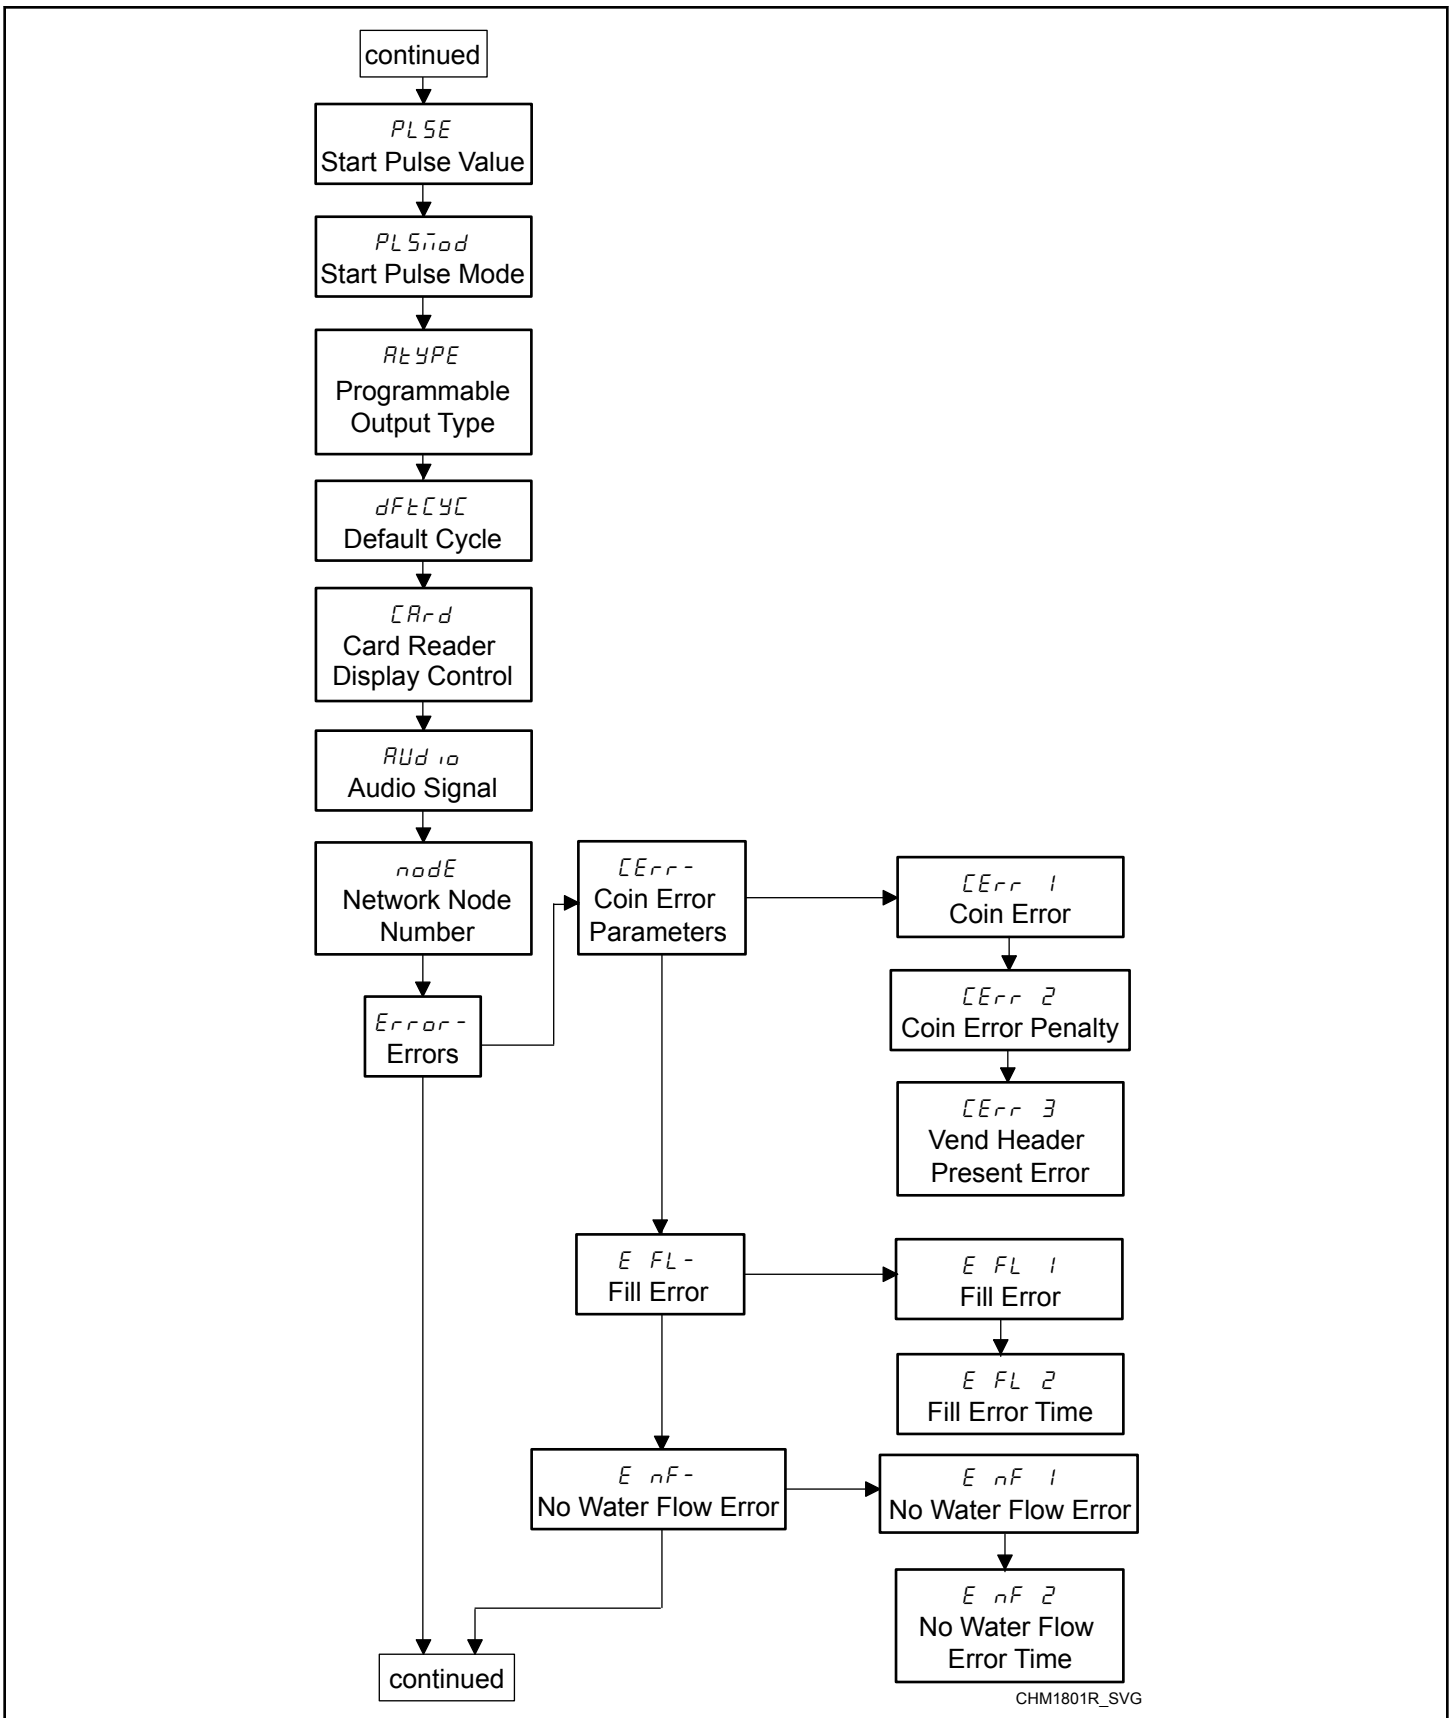 continued
PLSE
Start Pulse Value
PLSmod
Start Pulse Mode
AtYPE
Programmable
Output Type
dFtCYC
Default Cycle
CArd
Card Reader
Display Control
AUdio
Audio Signal
nodE
Network Node
Number
Error-
Errors
CErr-
Coin Error
Parameters
CErr 1
Coin Error
CErr 2
Coin Error Penalty
CErr 3
Vend Header
Present Error
E FL-
Fill Error
E FL 1
Fill Error
E FL 2
Fill Error Time
E nF-
No Water Flow Error
E nF 1
No Water Flow Error
E nF 2
No Water Flow
Error Time
continued
CHM1801R_SVG